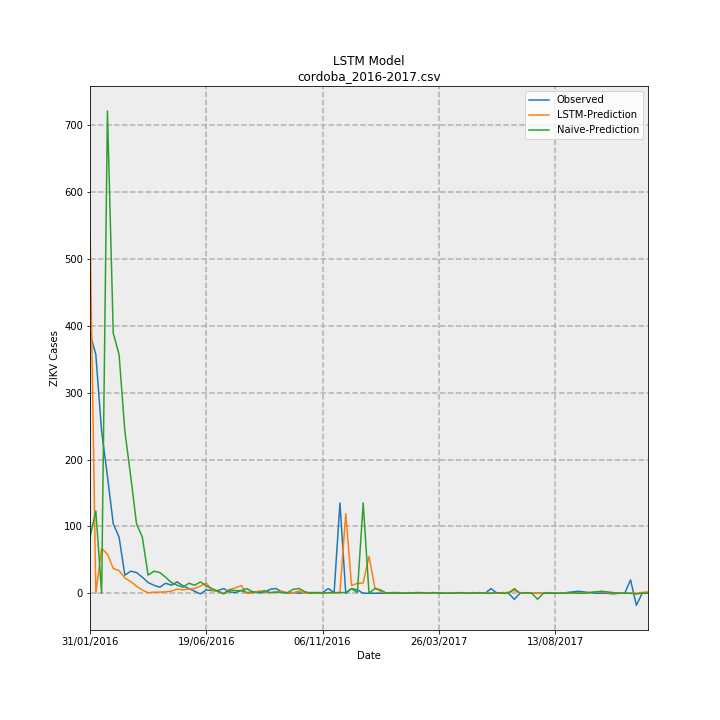 LSTM Model
cordoba_2016-2017.csv
Observed
LSTM-Prediction
Naive-Prediction
700
600
500
400
300
200
100
0
ZIKV Cases
31/01/2016
19/06/2016
06/11/2016
26/03/2017
13/08/2017
Date